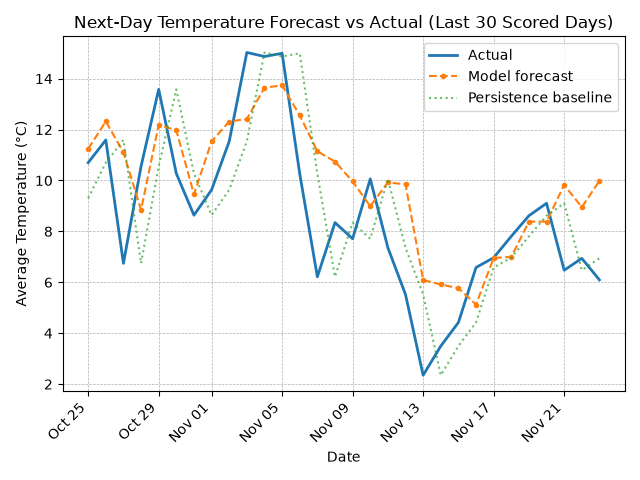 Next-Day Temperature Forecast vs Actual (Last 30 Scored Days)
Actual
Model forecast
Persistence baseline
Average Temperature (°C)
14
12
10
8
6
4
2
Oct 25
Oct 29
Nov 01
Nov 05
Nov 09
Nov 13
Nov 17
Nov 21
Date